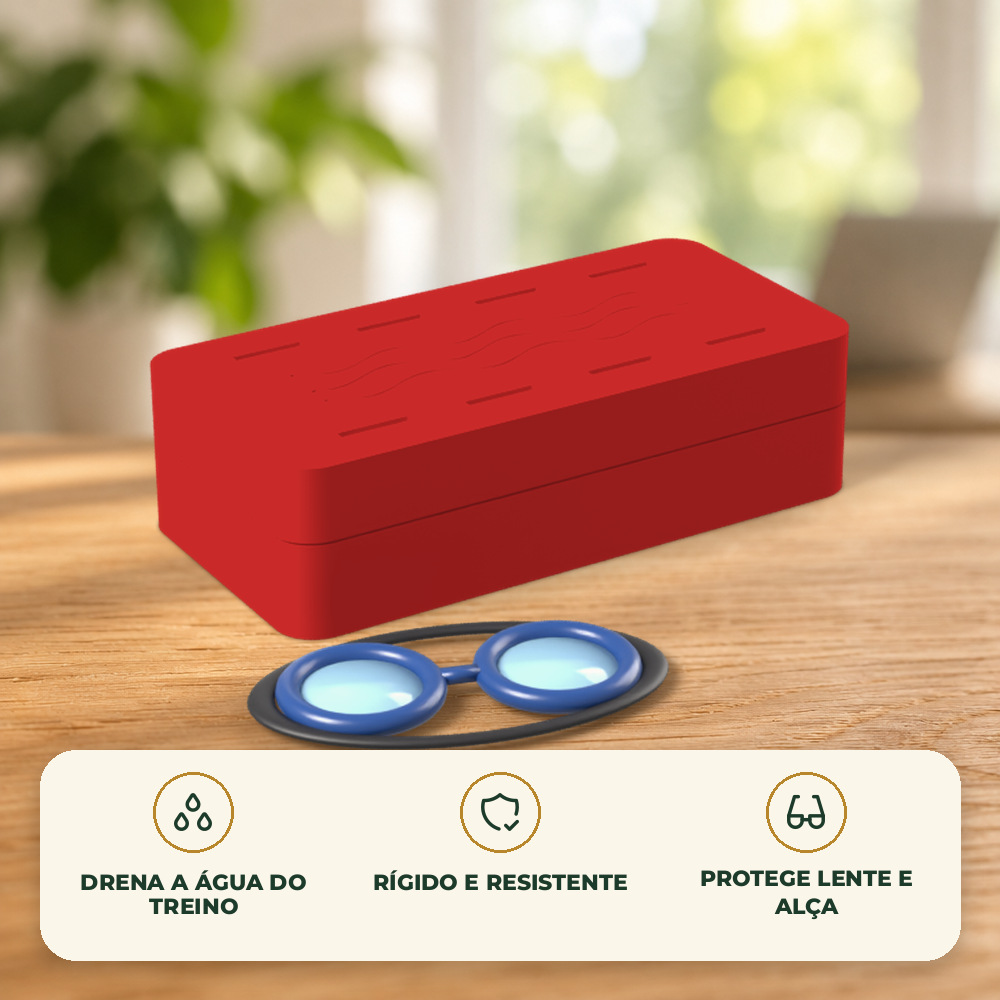 DRENA A ÁGUA DO
TREINO
RÍGIDO E RESISTENTE
PROTEGE LENTE E
ALÇA